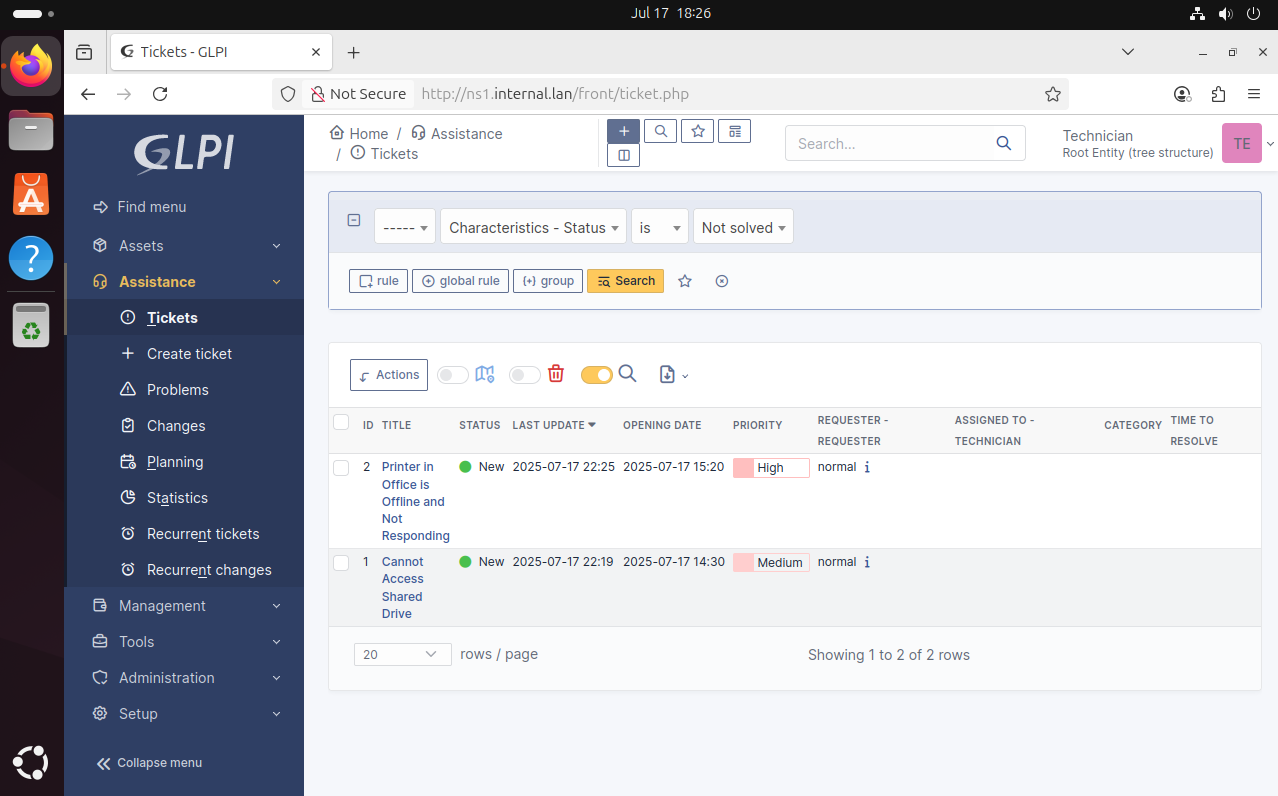 Jul 17 18:26
Tickets - GLPI
Not Secure
http://ns1.internal.lan/front/ticket.php
GLPI
Find menu
Assets
Assistance
Tickets
Create ticket
Problems
Changes
Planning
Statistics
Recurrent tickets
Recurrent changes
Management
Tools
Administration
Setup
Collapse menu
Home / Assistance
/ Tickets
Search...
Technician
Root Entity (tree structure)
TE
----- Characteristics - Status is Not solved
rule global rule group Search
Actions
ID TITLE STATUS LAST UPDATE OPENING DATE PRIORITY REQUESTER - REQUESTER ASSIGNED TO - TECHNICIAN CATEGORY TIME TO RESOLVE
2 Printer in Office is Offline and Not Responding New 2025-07-17 22:25 2025-07-17 15:20 High normal i
1 Cannot Access Shared Drive New 2025-07-17 22:19 2025-07-17 14:30 Medium normal i
20 rows / page Showing 1 to 2 of 2 rows